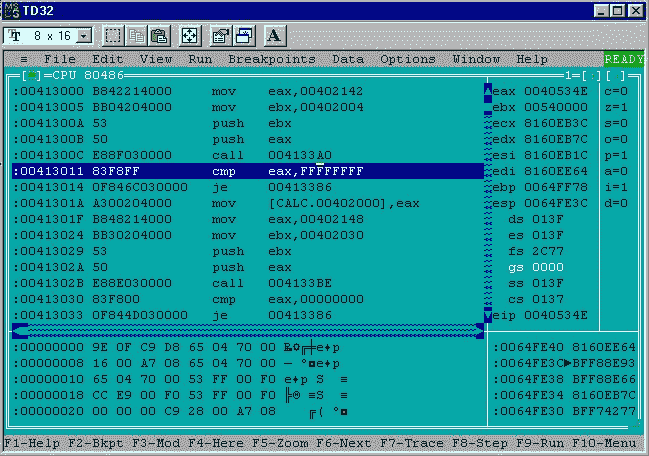 TD32
8 x 16
≡ File Edit View Run Breakpoints Data Options Window Help READY
[■]=CPU 80486 1=[↕][ ]
:00413000 B842214000 mov eax,00402142 eax 0040534E c=0
:00413005 BB04204000 mov ebx,00402004 ebx 00540000 z=1
:0041300A 53 push ebx ecx 8160EB3C s=0
:0041300B 50 push eax edx 8160EB7C o=0
:0041300C E88F030000 call 004133A0 esi 8160EB1C p=1
:00413011 83F8FF cmp eax,FFFFFFFF edi 8160EE64 a=0
:00413014 0F846C030000 je 00413386 ebp 0064FF78 i=1
:0041301A A300204000 mov [CALC.00402000],eax esp 0064FE3C d=0
:0041301F B848214000 mov eax,00402148 ds 013F
:00413024 BB30204000 mov ebx,00402030 es 013F
:00413029 53 push ebx fs 2C77
:0041302A 50 push eax gs 0000
:0041302B E88E030000 call 004133BE ss 013F
:00413030 83F800 cmp eax,00000000 cs 0137
:00413033 0F844D030000 je 00413386 eip 0040534E
:00000000 9E 0F C9 D8 65 04 70 00 ₧☼╔╪e♦p :0064FE40 8160EE64
:00000008 16 00 A7 08 65 04 70 00 ▬ º◘e♦p :0064FE3C►BFF88E93
:00000010 65 04 70 00 53 FF 00 F0 e♦p S ≡ :0064FE38 BFF88E66
:00000018 CC E9 00 F0 53 FF 00 F0 ╠Θ ≡S ≡ :0064FE34 8160EB7C
:00000020 00 00 00 C9 28 00 A7 08 ╔( º◘ :0064FE30 BFF74277
F1-Help F2-Bkpt F3-Mod F4-Here F5-Zoom F6-Next F7-Trace F8-Step F9-Run F10-Menu